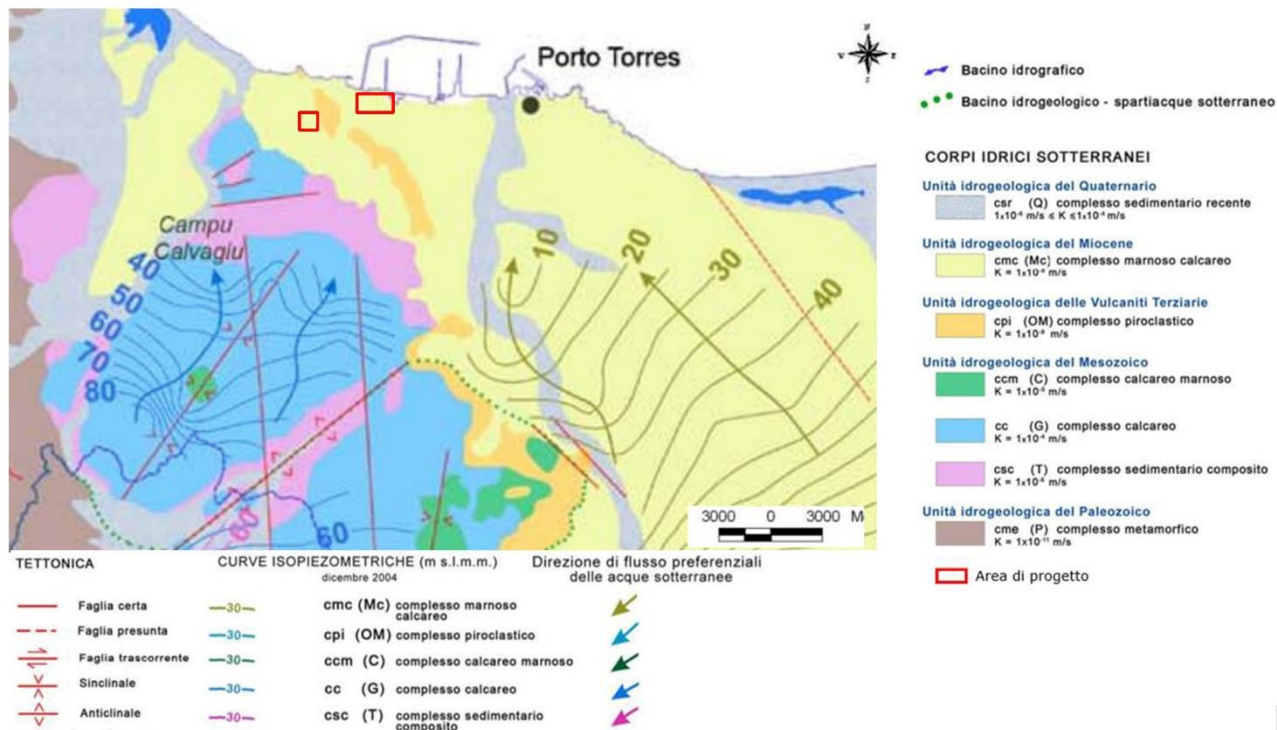 Porto Torres
N
W
E
S
Campu
Calvagiu
40
50
60
70
80
60
60
10
20
30
40
3000 0 3000 M
Bacino idrografico
Bacino idrogeologico - spartiacque sotterraneo
CORPI IDRICI SOTTERRANEI
Unità idrogeologica del Quaternario
csr (Q) complesso sedimentario recente
Unità idrogeologica del Miocene
cmc (Mc) complesso marnoso calcareo
Unità idrogeologica delle Vulcaniti Terziarie
cpi (OM) complesso piroclastico
Unità idrogeologica del Mesozoico
ccm (C) complesso calcareo marnoso
cc (G) complesso calcareo
csc (T) complesso sedimentario composito
Unità idrogeologica del Paleozoico
cme (P) complesso metamorfico
Area di progetto
TETTONICA
Faglia certa
Faglia presunta
Faglia trascorrente
Sinclinale
Anticlinale
CURVE ISOPIEZOMETRICHE (m s.l.m.m.)
dicembre 2004
30 cmc (Mc) complesso marnoso
calcareo
30 cpi (OM) complesso piroclastico
30 ccm (C) complesso calcareo marnoso
30 cc (G) complesso calcareo
30 csc (T) complesso sedimentario
composito
Direzione di flusso preferenziali
delle acque sotterranee